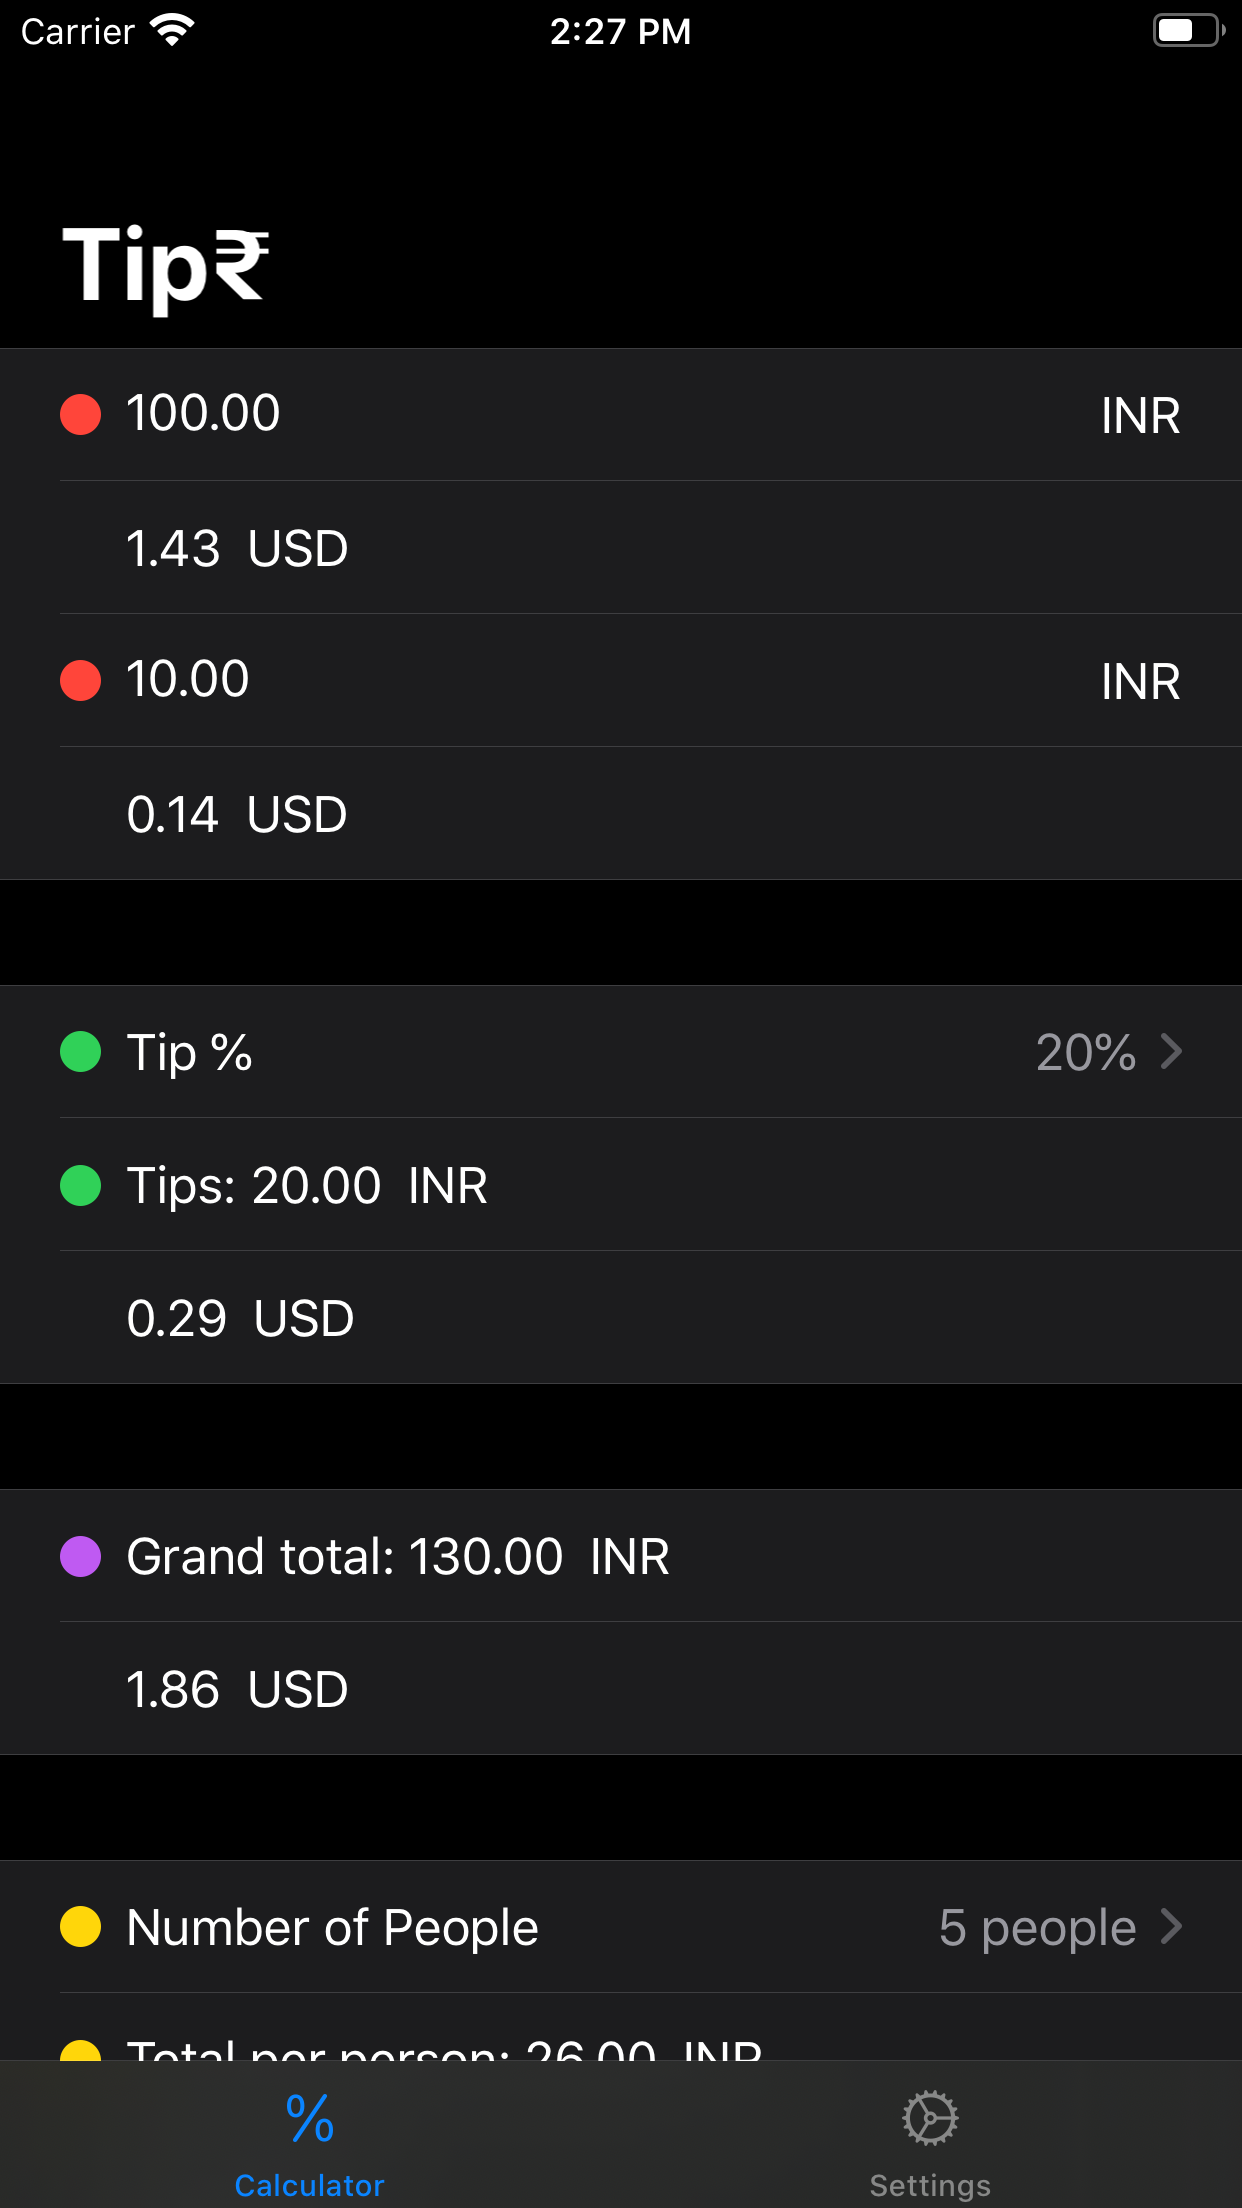 Carrier 2:27 PM
Tip₹
100.00 INR
1.43 USD
10.00 INR
0.14 USD
Tip % 20%
Tips: 20.00 INR
0.29 USD
Grand total: 130.00 INR
1.86 USD
Number of People 5 people
Total per person: 26.00 INR
%
Calculator Settings